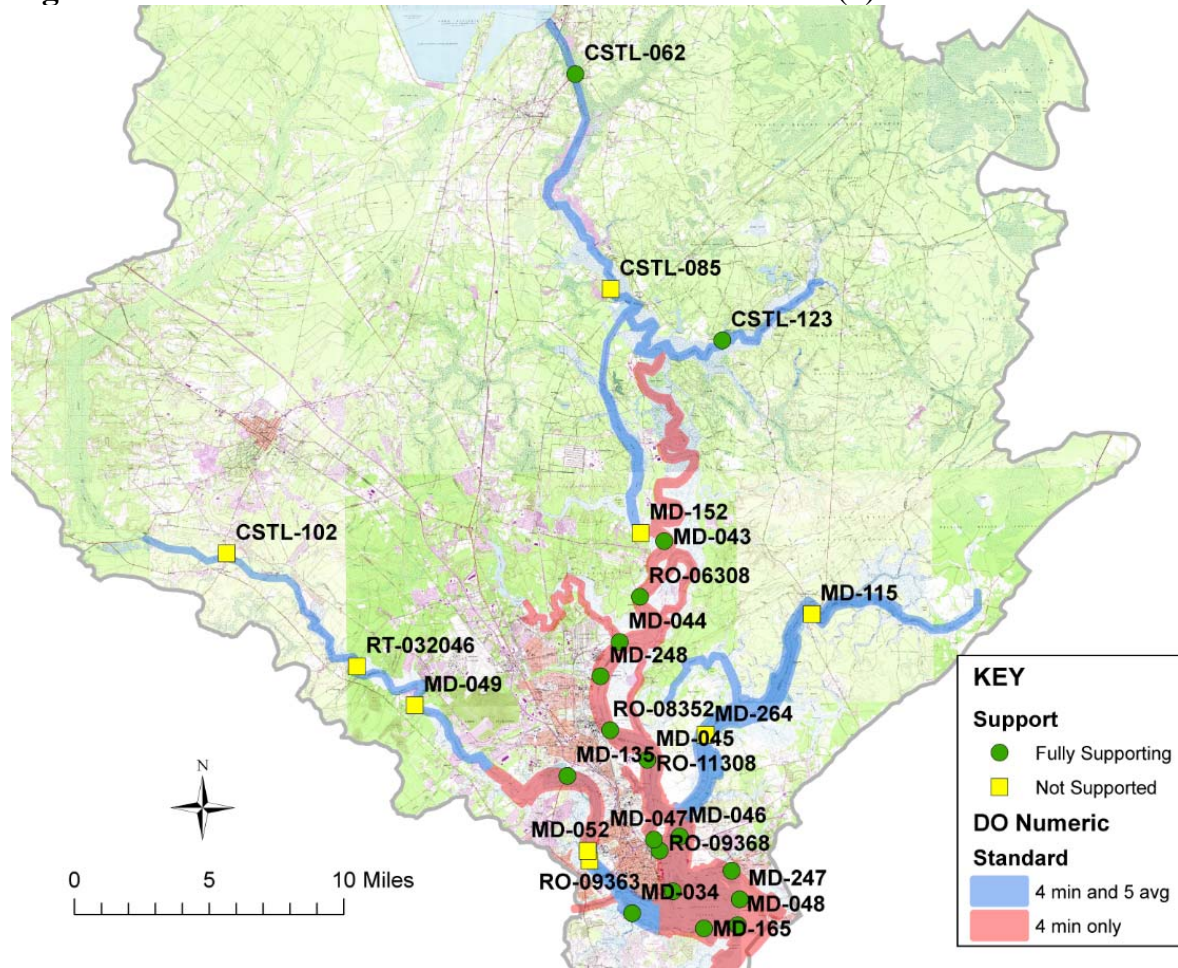 CSTL-062
CSTL-085
CSTL-123
MD-152
MD-043
CSTL-102
RO-06308
MD-115
MD-044
RT-032046
MD-248
MD-049
RO-08352
MD-264
MD-045
MD-135
RO-11308
MD-047
MD-046
MD-052
RO-09368
RO-09363
MD-034
MD-247
MD-048
MD-165
N
0 5 10 Miles
KEY
Support
Fully Supporting
Not Supported
DO Numeric
Standard
4 min and 5 avg
4 min only